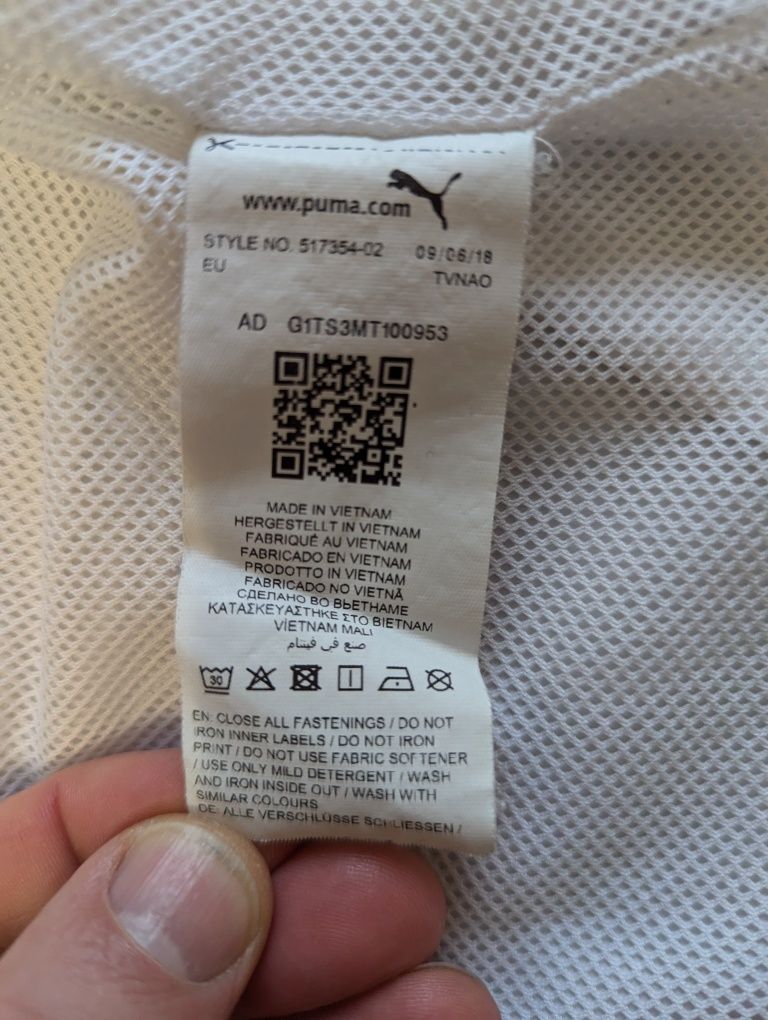 www.puma.com
STYLE NO. 517354-02 09/06/18
EU TVNAO
AD G1TS3MT100953
MADE IN VIETNAM
HERGESTELLT IN VIETNAM
FABRIQUÉ AU VIETNAM
FABRICADO EN VIETNAM
PRODOTTO IN VIETNAM
FABRICADO NO VIETNÃ
СДЕЛАНО ВО ВЬЕТНАМЕ
ΚΑΤΑΣΚΕΥΑΣΤΗΚΕ ΣΤΟ ΒΙΕΤΝΑΜ
VİETNAM MALI
صنع في فيتنام
30
EN: CLOSE ALL FASTENINGS / DO NOT
IRON INNER LABELS / DO NOT IRON
PRINT / DO NOT USE FABRIC SOFTENER
/ USE ONLY MILD DETERGENT / WASH
AND IRON INSIDE OUT / WASH WITH
SIMILAR COLOURS
DE: ALLE VERSCHLÜSSE SCHLIESSEN /